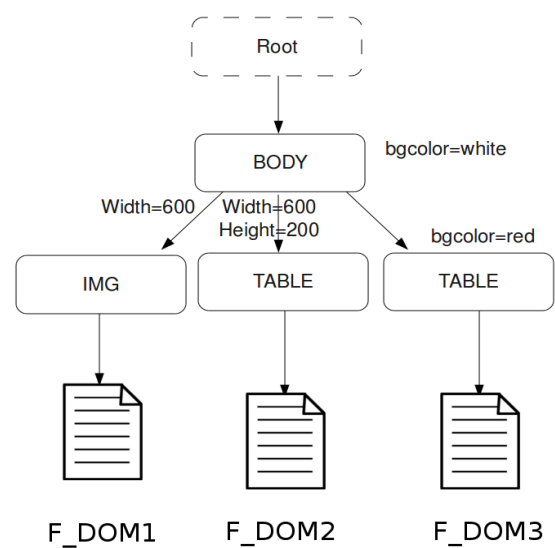 Root
BODY
bgcolor=white
Width=600
Width=600
Height=200
bgcolor=red
IMG
TABLE
TABLE
F_DOM1
F_DOM2
F_DOM3